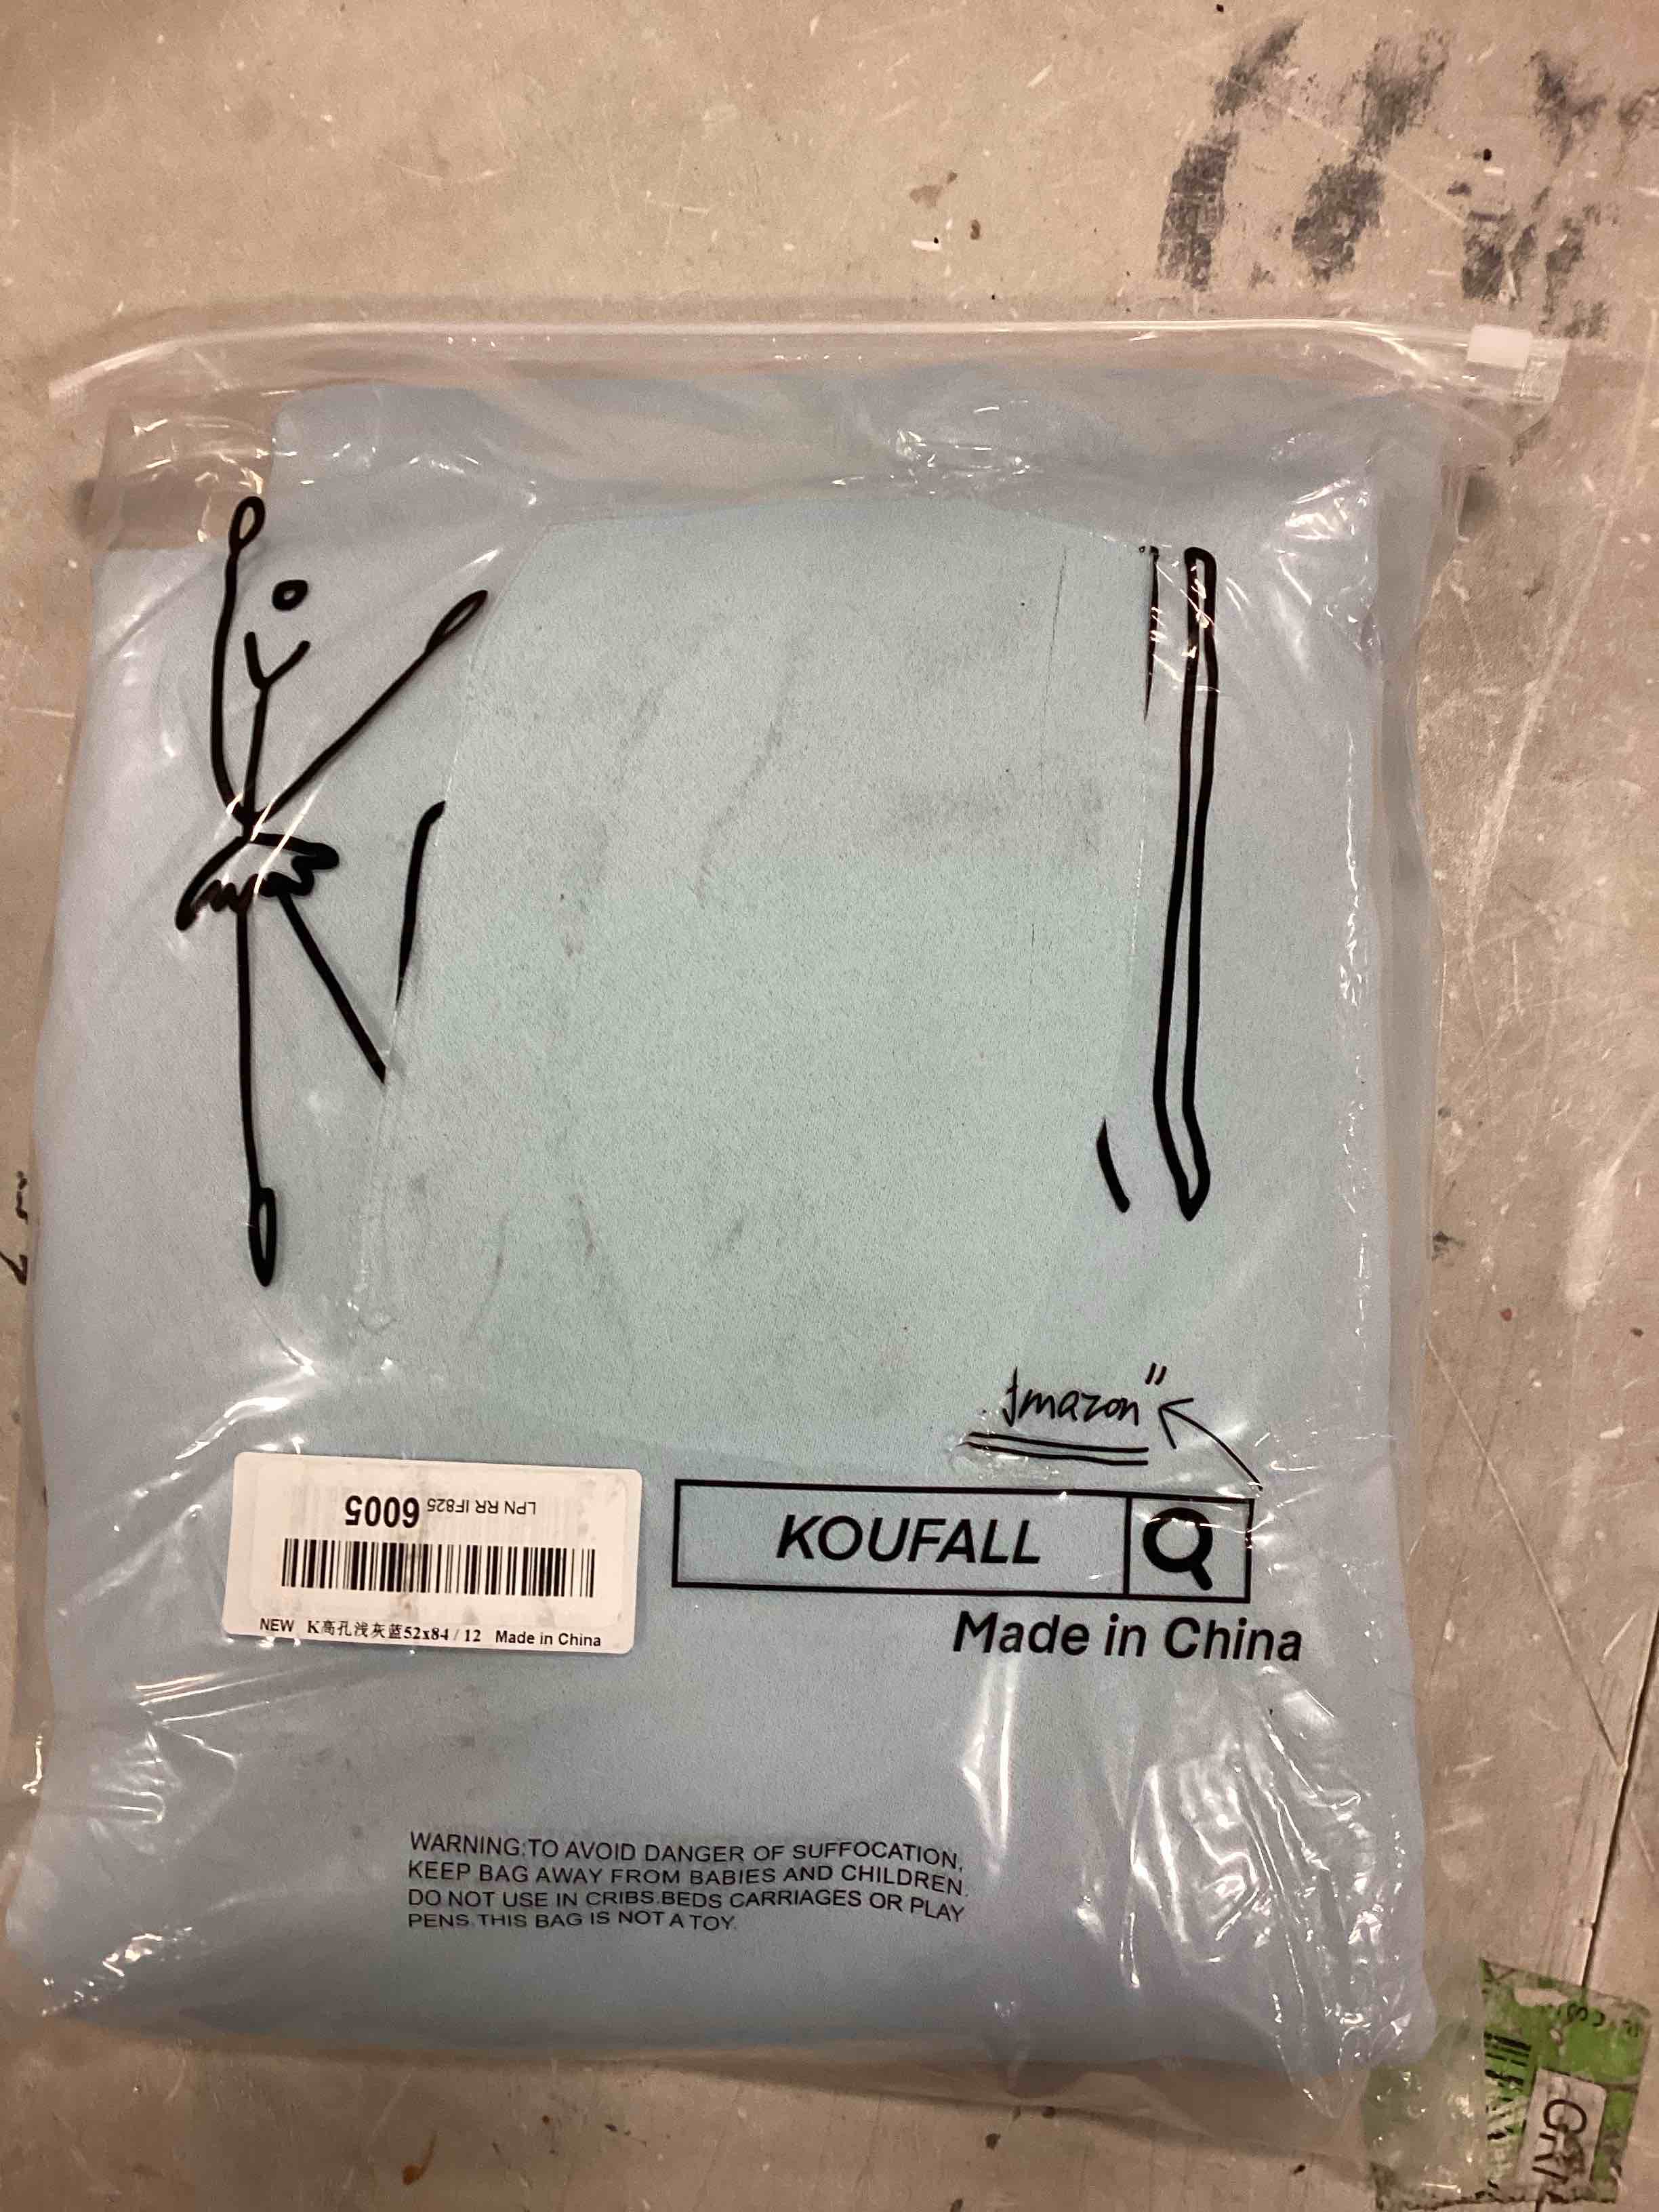 Amazon"
KOUFALL
Made in China
LPN RR IF825 6005
NEW K高孔浅灰蓝52x84 / 12 Made in China
WARNING:TO AVOID DANGER OF SUFFOCATION,
KEEP BAG AWAY FROM BABIES AND CHILDREN.
DO NOT USE IN CRIBS.BEDS CARRIAGES OR PLAY
PENS.THIS BAG IS NOT A TOY.